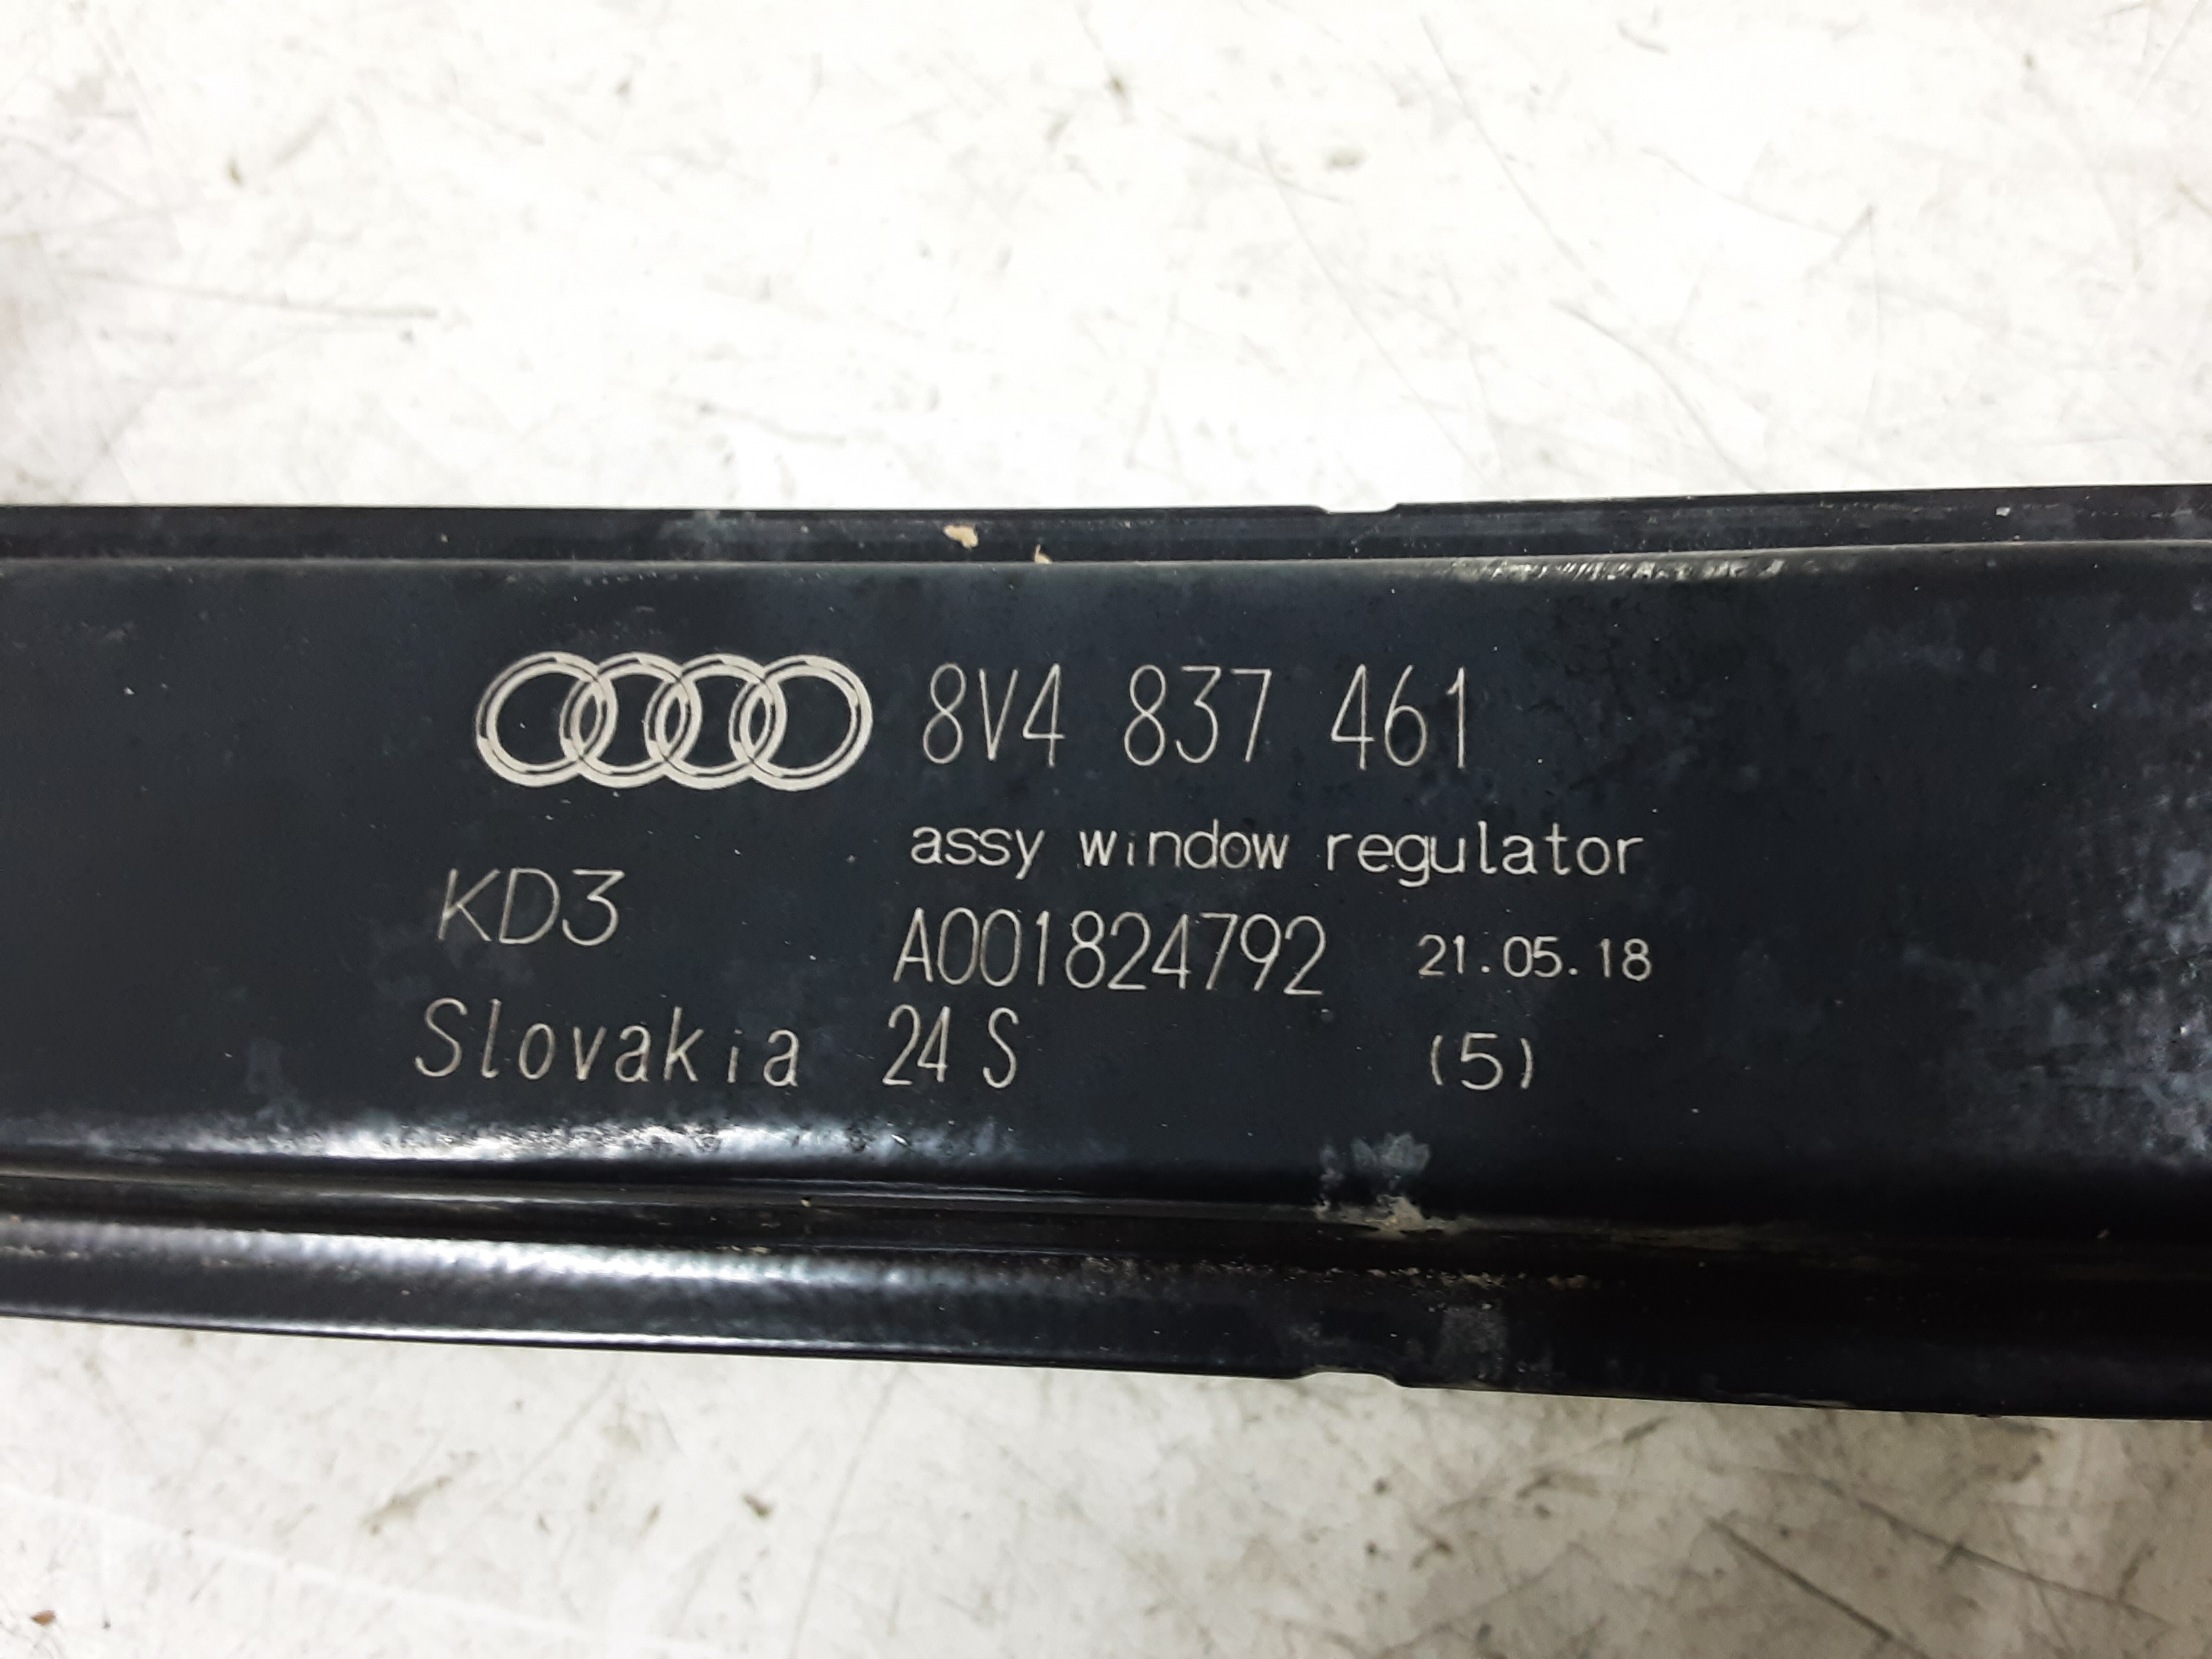 8V4 837 461
assy window regulator
KD3 A001824792 21.05.18
Slovakia 24 S (5)